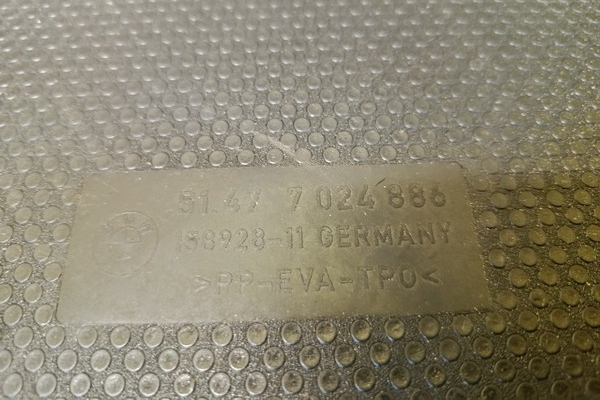 51.47 7 024 886
158928-11 GERMANY
>PP-EVA-TPO<